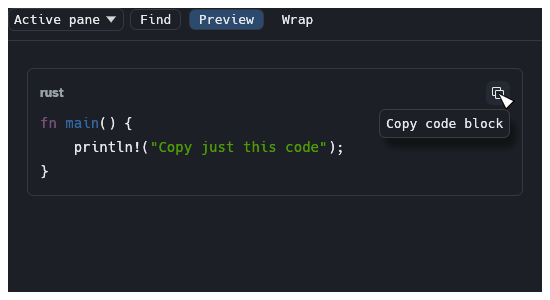 Active pane Find Preview Wrap
rust
fn main() {
Copy code block
    println!("Copy just this code");
}